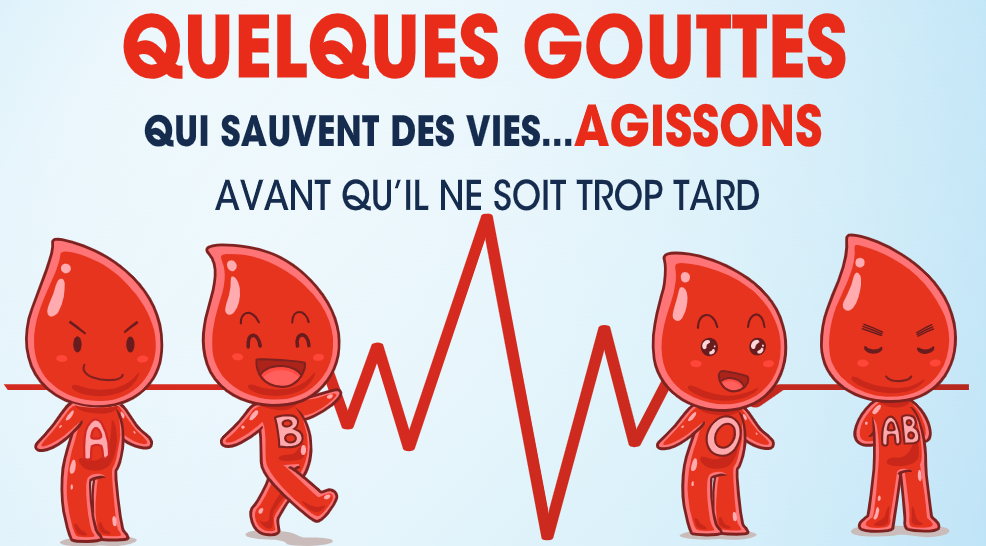 QUELQUES GOUTTES
QUI SAUVENT DES VIES...AGISSONS
AVANT QU'IL NE SOIT TROP TARD
A
B
O
AB